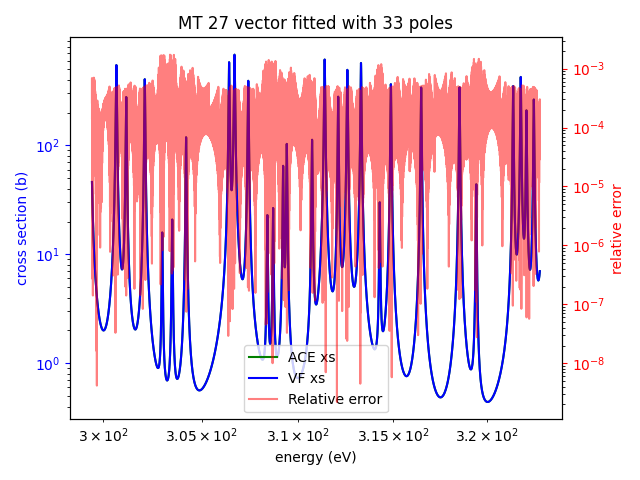 MT 27 vector fitted with 33 poles
cross section (b)
10²
10¹
10⁰
10⁻³
10⁻⁴
10⁻⁵
10⁻⁶
10⁻⁷
10⁻⁸
relative error
ACE xs
VF xs
Relative error
3 × 10² 3.05 × 10² 3.1 × 10² 3.15 × 10² 3.2 × 10²
energy (eV)